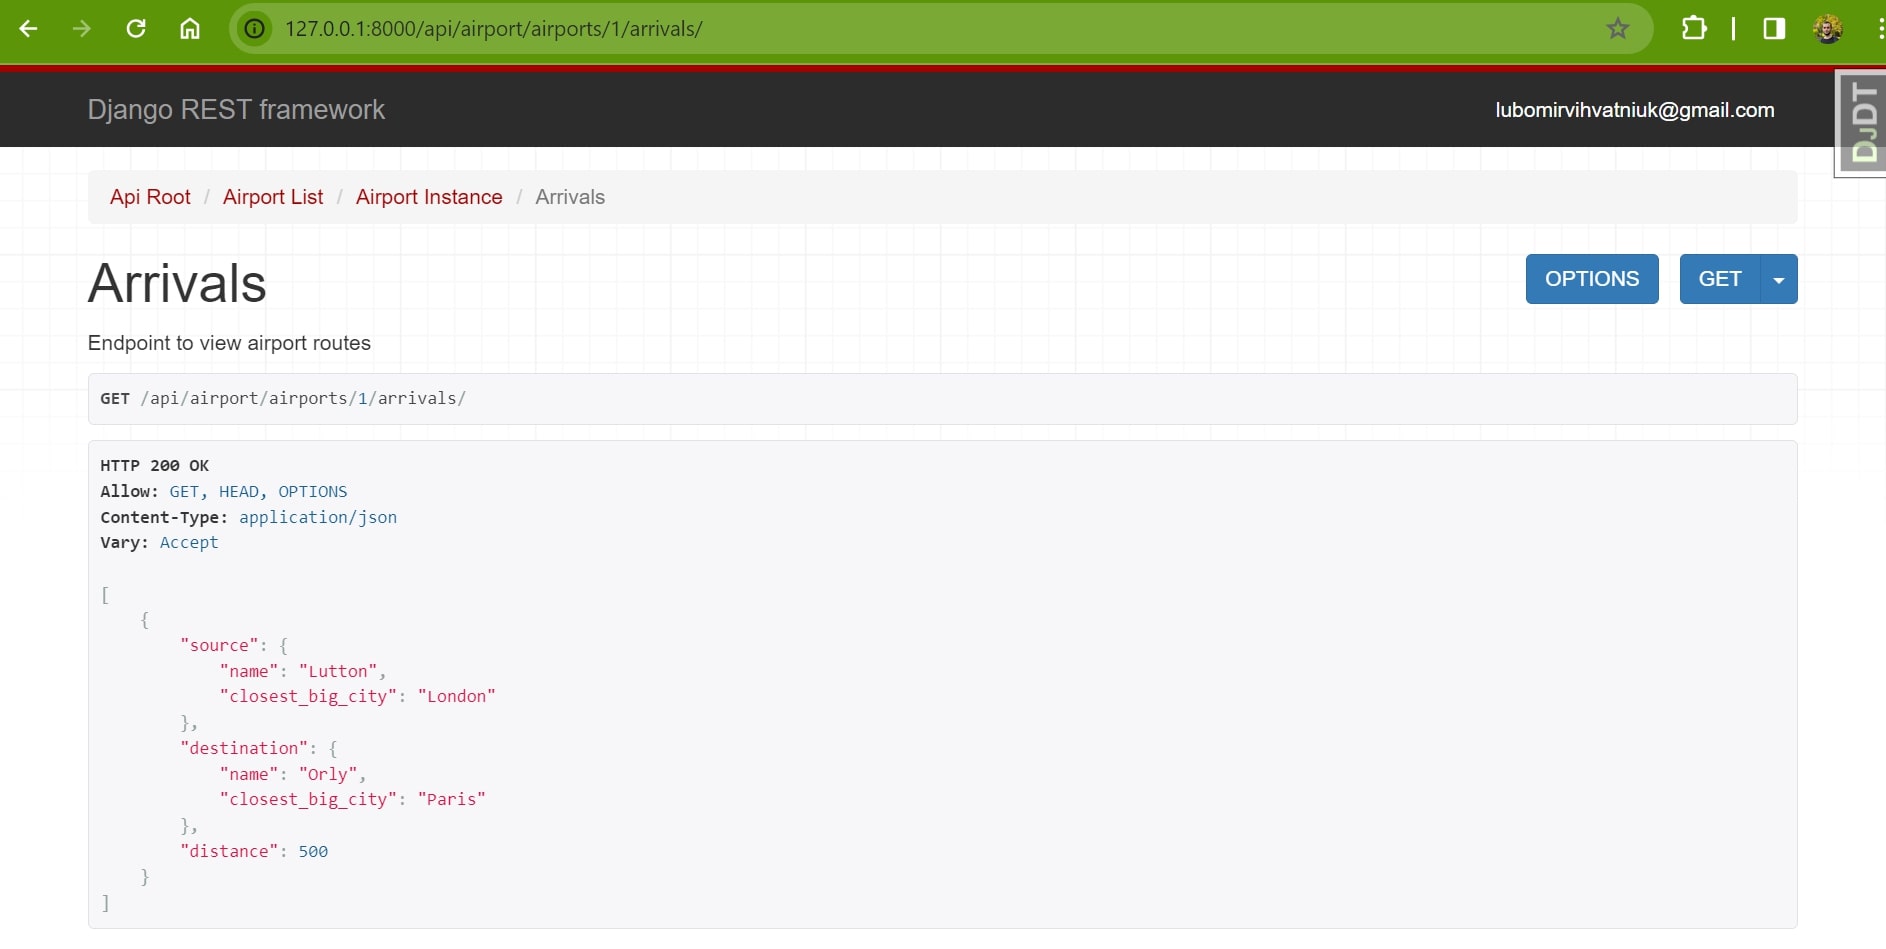 127.0.0.1:8000/api/airport/airports/1/arrivals/
Django REST framework
lubomirvihvatniuk@gmail.com
DJDT
Api Root / Airport List / Airport Instance / Arrivals
Arrivals
OPTIONS
GET
Endpoint to view airport routes
GET /api/airport/airports/1/arrivals/
HTTP 200 OK
Allow: GET, HEAD, OPTIONS
Content-Type: application/json
Vary: Accept
[
    {
        "source": {
            "name": "Lutton",
            "closest_big_city": "London"
        },
        "destination": {
            "name": "Orly",
            "closest_big_city": "Paris"
        },
        "distance": 500
    }
]